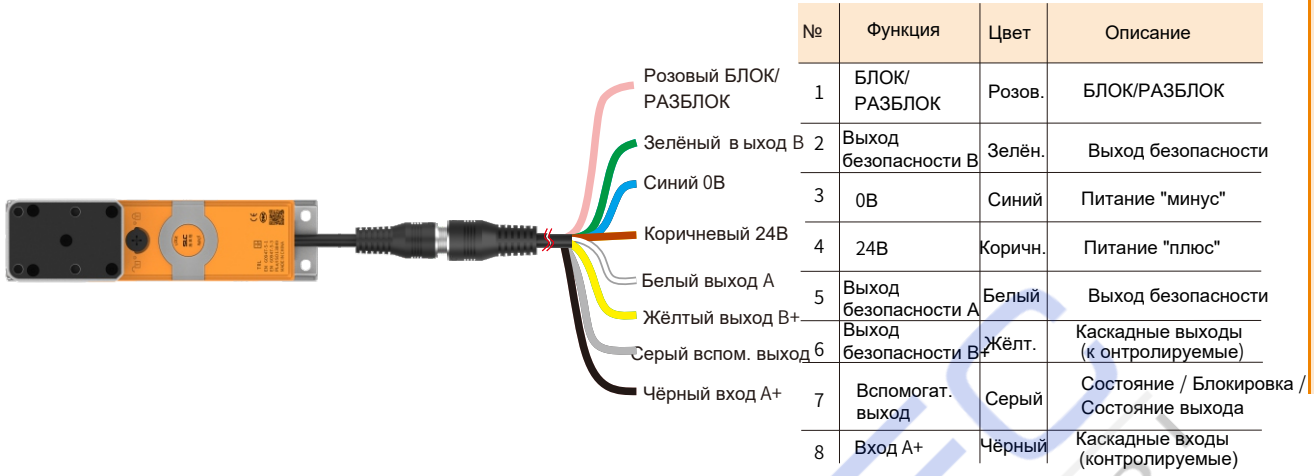 Розовый БЛОК/
РАЗБЛОК
Зелёный в ыход В
Синий 0В
Коричневый 24В
Белый выход А
Жёлтый выход В+
Серый вспом. выход
Чёрный вход А+
№ Функция Цвет Описание
1 БЛОК/ РАЗБЛОК Розов. БЛОК/РАЗБЛОК
2 Выход безопасности В Зелён. Выход безопасности
3 0В Синий Питание "минус"
4 24В Коричн. Питание "плюс"
5 Выход безопасности А Белый Выход безопасности
6 Выход безопасности В+ Жёлт. Каскадные выходы (к онтролируемые)
7 Вспомогат. выход Серый Состояние / Блокировка / Состояние выхода
8 Вход А+ Чёрный Каскадные входы (контролируемые)